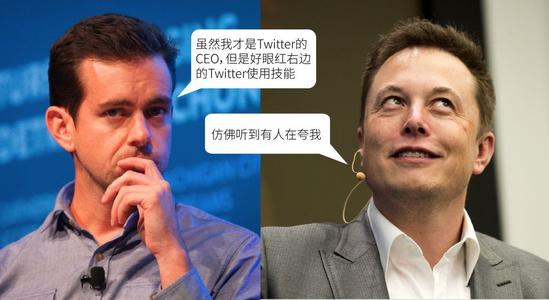 虽然我才是Twitter的
CEO，但是好眼红右边
的Twitter使用技能
仿佛听到有人在夸我